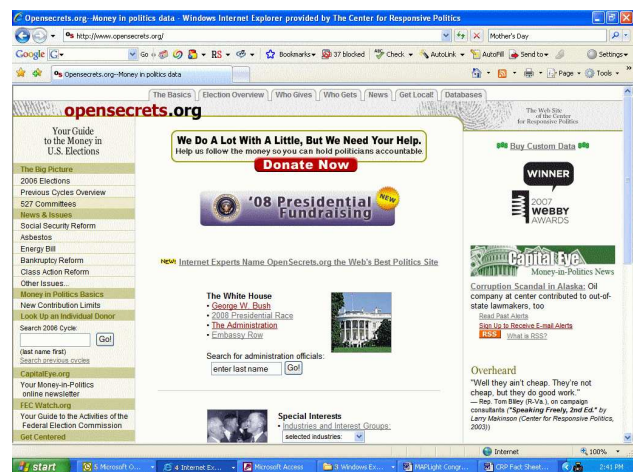 Opensecrets.org--Money in politics data - Windows Internet Explorer provided by The Center for Responsive Politics
http://www.opensecrets.org/
Mother's Day
Google
Go
RS
Bookmarks
37 blocked
Check
AutoLink
AutoFill
Send to
Settings
Opensecrets.org--Money in politics data
Page
Tools
The Basics
Election Overview
Who Gives
Who Gets
News
Get Local!
Databases
opensecrets.org
The Web Site
of the Center
for Responsive Politics
Your Guide
to the Money in
U.S. Elections
The Big Picture
2006 Elections
Previous Cycles Overview
527 Committees
News & Issues
Social Security Reform
Asbestos
Energy Bill
Bankruptcy Reform
Class Action Reform
Other Issues...
Money in Politics Basics
New Contribution Limits
Look Up an Individual Donor
Search 2006 Cycle:
Go!
(last name first)
Search previous cycles
CapitalEye.org
Your Money-in-Politics
online newsletter
FEC Watch.org
Your Guide to the Activities of the
Federal Election Commission
Get Centered
We Do A Lot With A Little, But We Need Your Help.
Help us follow the money so you can hold politicians accountable.
Donate Now
'08 Presidential
Fundraising
NEW
NEW! Internet Experts Name OpenSecrets.org the Web's Best Politics Site
The White House
• George W. Bush
• 2008 Presidential Race
• The Administration
• Embassy Row
Search for administration officials:
enter last name Go!
Special Interests
• Industries and Interest Groups:
selected industries:
Buy Custom Data
WINNER
2007
WEBBY
AWARDS
Capital Eye
Money-in-Politics News
Corruption Scandal in Alaska: Oil
company at center contributed to out-of-
state lawmakers, too
Read Past Alerts
Sign Up to Receive E-mail Alerts
RSS What is RSS?
Overheard
"Well they ain't cheap. They're not
cheap, but they do good work."
— Rep. Tom Bliley (R-Va.), on campaign
consultants ("Speaking Freely, 2nd Ed." by
Larry Makinson (Center for Responsive Politics,
2003))
Internet
100%
start
5 Microsoft O...
4 Internet Ex...
Microsoft Access
3 Windows Ex...
MAPLight Congr...
CRP Fact Sheet...
2:41 PM